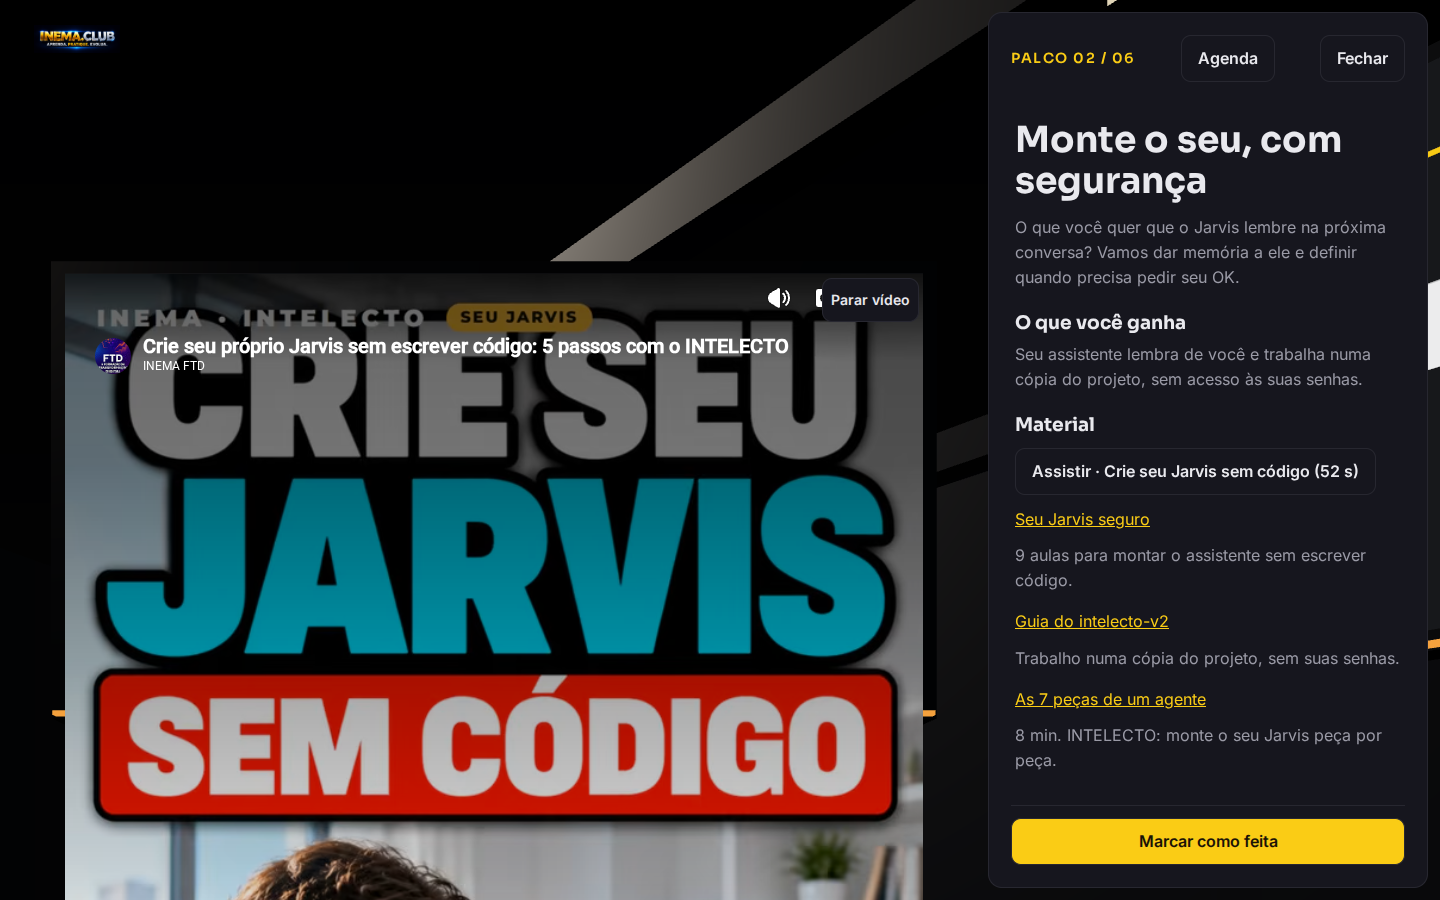 INEMA.CLUB
APRENDA. PRATIQUE. EVOLUA.
INEMA · INTELECTO
SEU JARVIS
Parar vídeo
FTD
Crie seu próprio Jarvis sem escrever código: 5 passos com o INTELECTO
INEMA FTD
CRIE SEU
JARVIS
SEM CÓDIGO
PALCO 02 / 06
Agenda
Fechar
Monte o seu, com
segurança
O que você quer que o Jarvis lembre na próxima
conversa? Vamos dar memória a ele e definir
quando precisa pedir seu OK.
O que você ganha
Seu assistente lembra de você e trabalha numa
cópia do projeto, sem acesso às suas senhas.
Material
Assistir · Crie seu Jarvis sem código (52 s)
Seu Jarvis seguro
9 aulas para montar o assistente sem escrever
código.
Guia do intelecto-v2
Trabalho numa cópia do projeto, sem suas senhas.
As 7 peças de um agente
8 min. INTELECTO: monte o seu Jarvis peça por
peça.
Marcar como feita